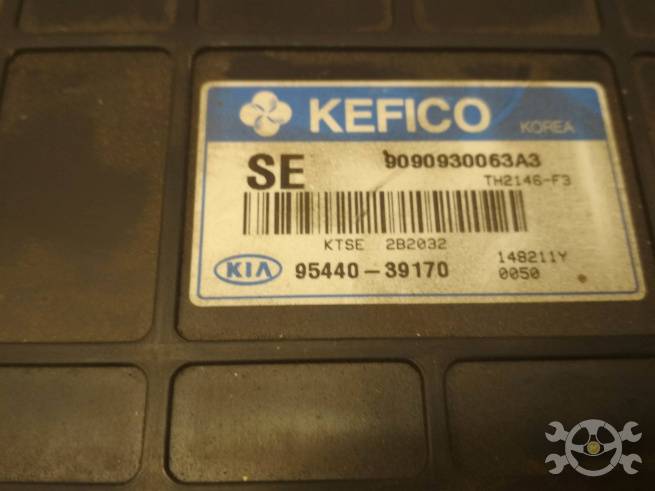 KEFICO KOREA
SE 9090930063A3
TH2146-F3
KTSE 2B2032
KIA 95440-39170 148211Y
0050